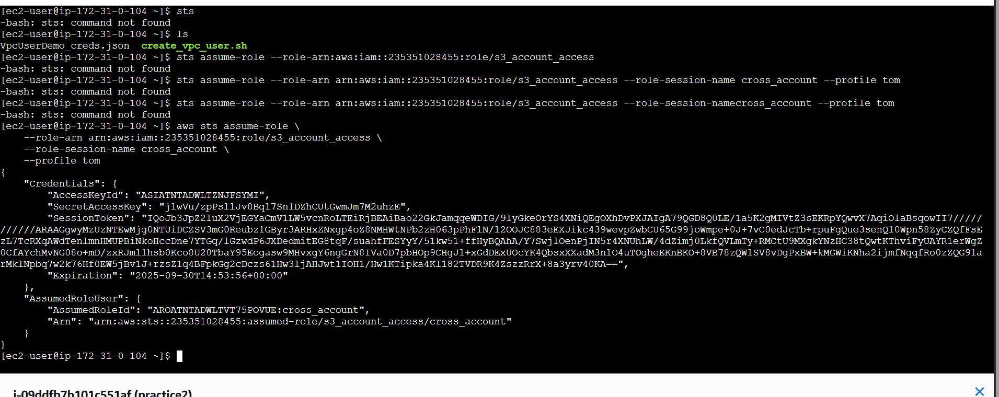 [ec2-user@ip-172-31-0-104 ~]$ sts
-bash: sts: command not found
[ec2-user@ip-172-31-0-104 ~]$ ls
VpcUserDemo_creds.json  create_vpc_user.sh
[ec2-user@ip-172-31-0-104 ~]$ sts assume-role --role-arn:aws:iam::235351028455:role/s3_account_access
-bash: sts: command not found
[ec2-user@ip-172-31-0-104 ~]$ sts assume-role --role-arn arn:aws:iam::235351028455:role/s3_account_access --role-session-name cross_account --profile tom
-bash: sts: command not found
[ec2-user@ip-172-31-0-104 ~]$ sts assume-role --role-arn arn:aws:iam::235351028455:role/s3_account_access --role-session-namecross_account --profile tom
-bash: sts: command not found
[ec2-user@ip-172-31-0-104 ~]$ aws sts assume-role \
    --role-arn arn:aws:iam::235351028455:role/s3_account_access \
    --role-session-name cross_account \
    --profile tom
{
    "Credentials": {
        "AccessKeyId": "ASIATNTADWLTZNJFSYMI",
        "SecretAccessKey": "jlwVu/zpPsllJv8Bql7Sn1DZhCUtGwmJm7M2uhzE",
        "SessionToken": "IQoJb3JpZ2luX2VjEGYaCmV1LW5vcnRoLTEiRjBEAiBao22GkJamqqeWDIG/9lyGkeOrYS4XNiQEgOXhDvPXJAIgA79QGD8Q0LE/1a5K2gMIVtZ3sEKRpYQwvX7AqiOlaBsqowII7/////
//////ARAAGgwyMzUzNTEwMjg0NTUiDCZSV3mG0Reubz1GByr3ARHxZNxgp4oZ8NMHWtNPb2zH063pPhFlN/l2OOJC883eEXJikc439wevpZwbCU65G99joWmpe+0J+7vC0edJcTb+rpuFgQue3senQ10Wpn58ZyCZQfFsE
zL7TcRXqAWdTenlmnHMUPBiNkoHccDne7YTGq/lGzwdP6JXDedmitEG8tqF/suahfFESYyY/51kw51+ffHyBQAhA/Y7SwjlOenPjIN5r4XNUhLW/4dZimj0LkfQVLmTy+RMCtU9MXgkYNzHC38tQwtKThviFyUAYR1erWgZ
0CfAYchMvNG08o+mD/zxRJml1hsb0Kco8U20TbaY95Eogasw9MHvxgY6ngGrN8IVa0D7pbHOp9CHgJl+xGdDExUOcYK4QbsxXXadM3nlO4uTOgheEKnBKO+8VB78zQWlSV8vDgPxBW+kMGWiKNha2ijmfNqqfRo0zZQG91a
rMklNpbq7w2k76Hf0EW5jBv1J+rzsZ1q4BFpkGg2cDczs61Hw3ljAHJwt1IOH1/Hw1KTipka4Kl182TVDR9K4ZszzRrX+8a3yrv40KA==",
        "Expiration": "2025-09-30T14:53:56+00:00"
    },
    "AssumedRoleUser": {
        "AssumedRoleId": "AROATNTADWLTVT75POVUE:cross_account",
        "Arn": "arn:aws:sts::235351028455:assumed-role/s3_account_access/cross_account"
    }
}
[ec2-user@ip-172-31-0-104 ~]$
i-09ddfb7b101c551af (practice2)